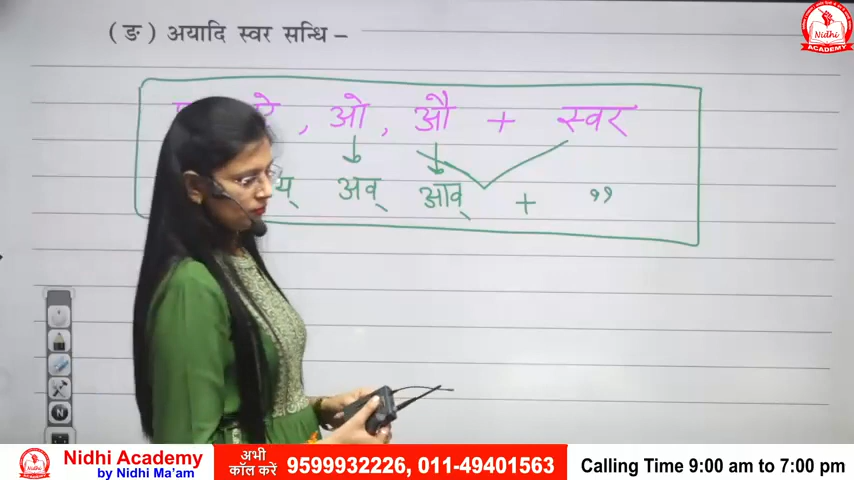 ( ङ ) अयादि स्वर सन्धि –
, ओ , औ + स्वर
अव् आव् + ,,
Nidhi
ACADEMY
Nidhi Academy
by Nidhi Ma'am
अभी
कॉल करें
9599932226, 011-49401563
Calling Time 9:00 am to 7:00 pm